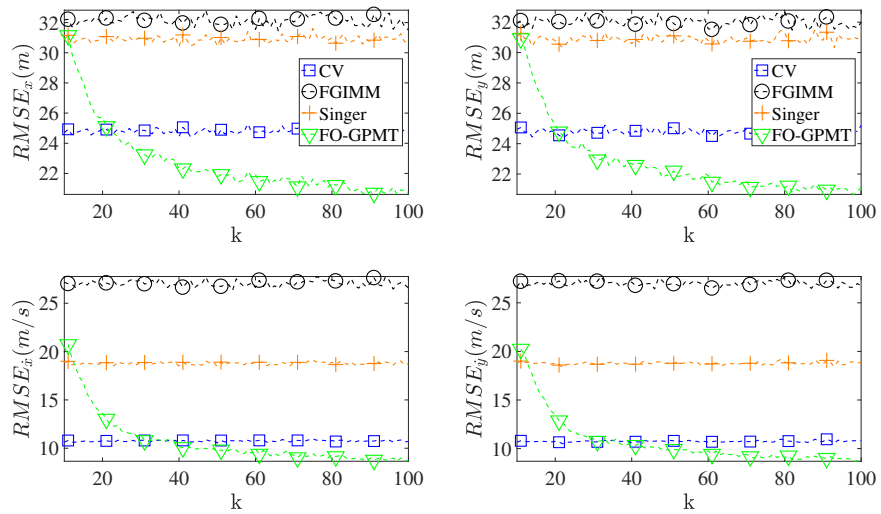 RMSE_x(m)
32
30
28
26
24
22
20
40
60
80
100
k
CV
FGIMM
Singer
FO-GPMT
RMSE_y(m)
32
30
28
26
24
22
20
40
60
80
100
k
CV
FGIMM
Singer
FO-GPMT
RMSE_ẋ(m/s)
25
20
15
10
20
40
60
80
100
k
RMSE_ẏ(m/s)
25
20
15
10
20
40
60
80
100
k